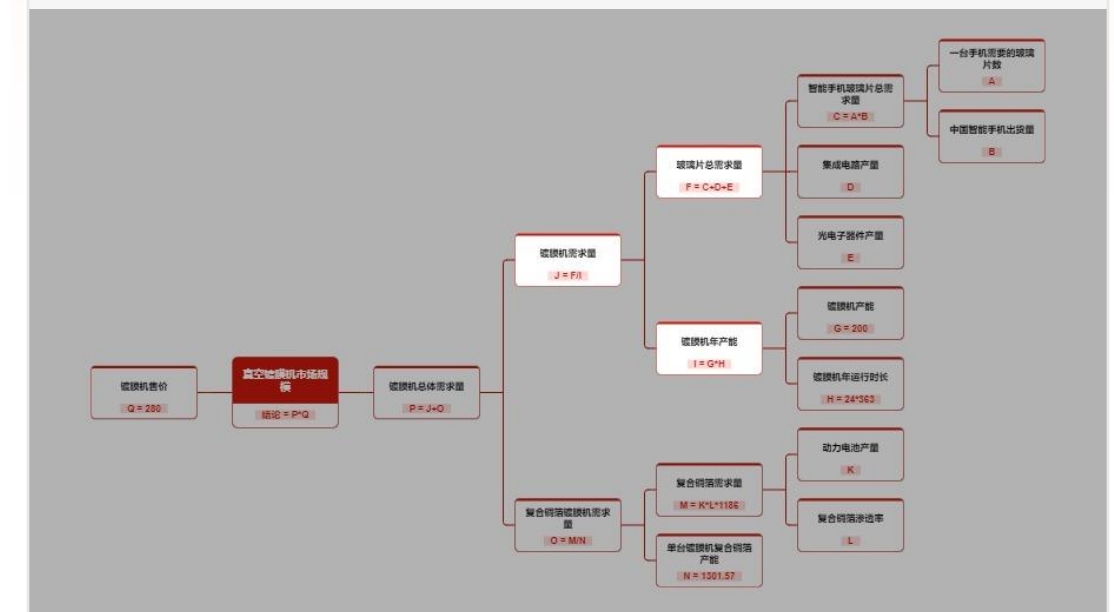 一台手机需要的玻璃
片数
A
智能手机玻璃片总需
求量
C = A*B
中国智能手机出货量
B
玻璃片总需求量
F = C+D+E
集成电路产量
D
光电子器件产量
E
镀膜机需求量
J = F/I
镀膜机产能
G = 200
镀膜机年产能
I = G*H
镀膜机年运行时长
H = 24*363
镀膜机售价
Q = 280
真空镀膜机市场规
模
结论 = P*Q
镀膜机总体需求量
P = J+O
动力电池产量
K
复合铜箔需求量
M = K*L*1186
复合铜箔镀膜机需求
量
O = M/N
复合铜箔渗透率
L
单台镀膜机复合铜箔
产能
N = 1301.57